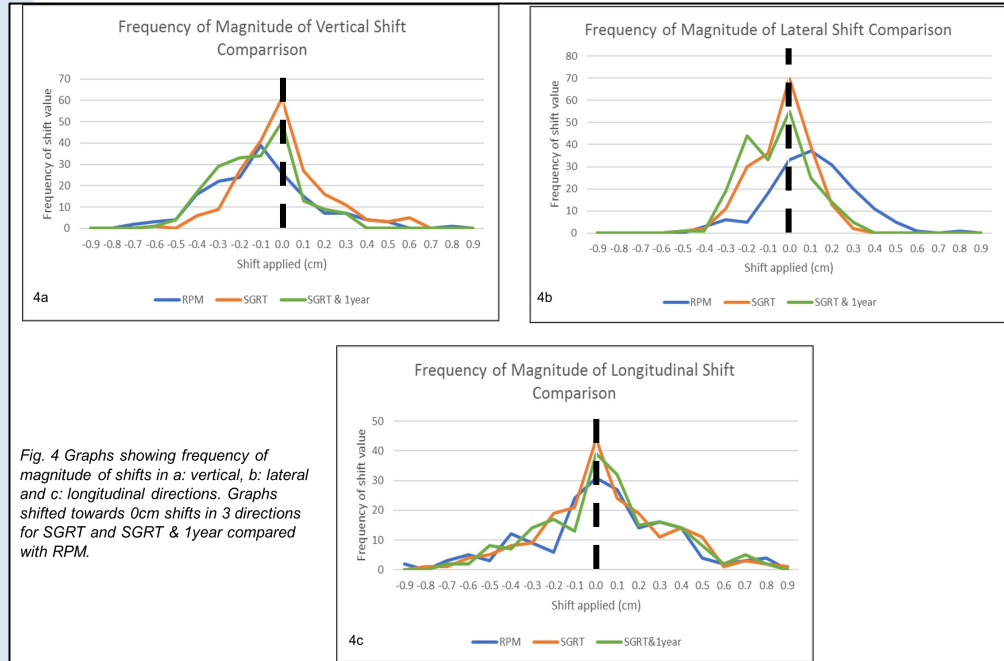 Frequency of Magnitude of Vertical Shift
Comparrison
Frequency of shift value
70
60
50
40
30
20
10
0
-0.9 -0.8 -0.7 -0.6 -0.5 -0.4 -0.3 -0.2 -0.1 0.0 0.1 0.2 0.3 0.4 0.5 0.6 0.7 0.8 0.9
Shift applied (cm)
4a
RPM SGRT SGRT & 1year
Frequency of Magnitude of Lateral Shift Comparison
Frequency of shift value
80
70
60
50
40
30
20
10
0
-0.9 -0.8 -0.7 -0.6 -0.5 -0.4 -0.3 -0.2 -0.1 0.0 0.1 0.2 0.3 0.4 0.5 0.6 0.7 0.8 0.9
Shift applied (cm)
4b
RPM SGRT SGRT & 1year
Fig. 4 Graphs showing frequency of
magnitude of shifts in a: vertical, b: lateral
and c: longitudinal directions. Graphs
shifted towards 0cm shifts in 3 directions
for SGRT and SGRT & 1year compared
with RPM.
Frequency of Magnitude of Longitudinal Shift
Comparison
Frequency of shift value
50
40
30
20
10
0
-0.9 -0.8 -0.7 -0.6 -0.5 -0.4 -0.3 -0.2 -0.1 0.0 0.1 0.2 0.3 0.4 0.5 0.6 0.7 0.8 0.9
Shift applied (cm)
4c
RPM SGRT SGRT&1year